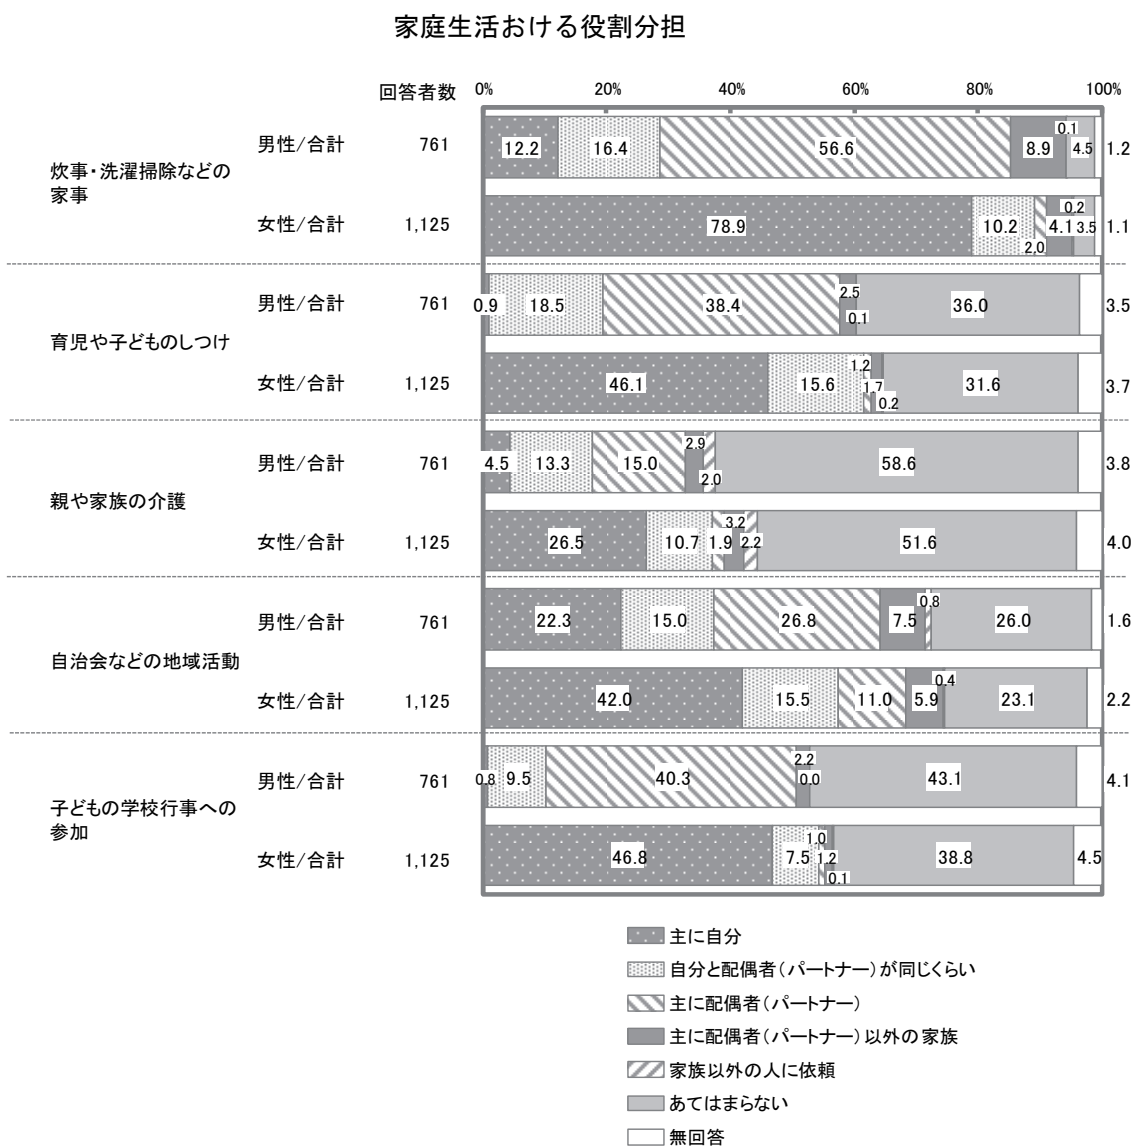 家庭生活おける役割分担
回答者数 0% 20% 40% 60% 80% 100%
炊事・洗濯掃除などの
家事
男性/合計 761 12.2 16.4 56.6 8.9 0.1 4.5 1.2
女性/合計 1,125 78.9 10.2 2.0 4.1 0.2 3.5 1.1
育児や子どものしつけ
男性/合計 761 0.9 18.5 38.4 2.5 0.1 36.0 3.5
女性/合計 1,125 46.1 15.6 1.2 1.7 0.2 31.6 3.7
親や家族の介護
男性/合計 761 4.5 13.3 15.0 2.9 2.0 58.6 3.8
女性/合計 1,125 26.5 10.7 1.9 3.2 2.2 51.6 4.0
自治会などの地域活動
男性/合計 761 22.3 15.0 26.8 7.5 0.8 26.0 1.6
女性/合計 1,125 42.0 15.5 11.0 5.9 0.4 23.1 2.2
子どもの学校行事への
参加
男性/合計 761 0.8 9.5 40.3 2.2 0.0 43.1 4.1
女性/合計 1,125 46.8 7.5 1.0 1.2 0.1 38.8 4.5
主に自分
自分と配偶者（パートナー）が同じくらい
主に配偶者（パートナー）
主に配偶者（パートナー）以外の家族
家族以外の人に依頼
あてはまらない
無回答